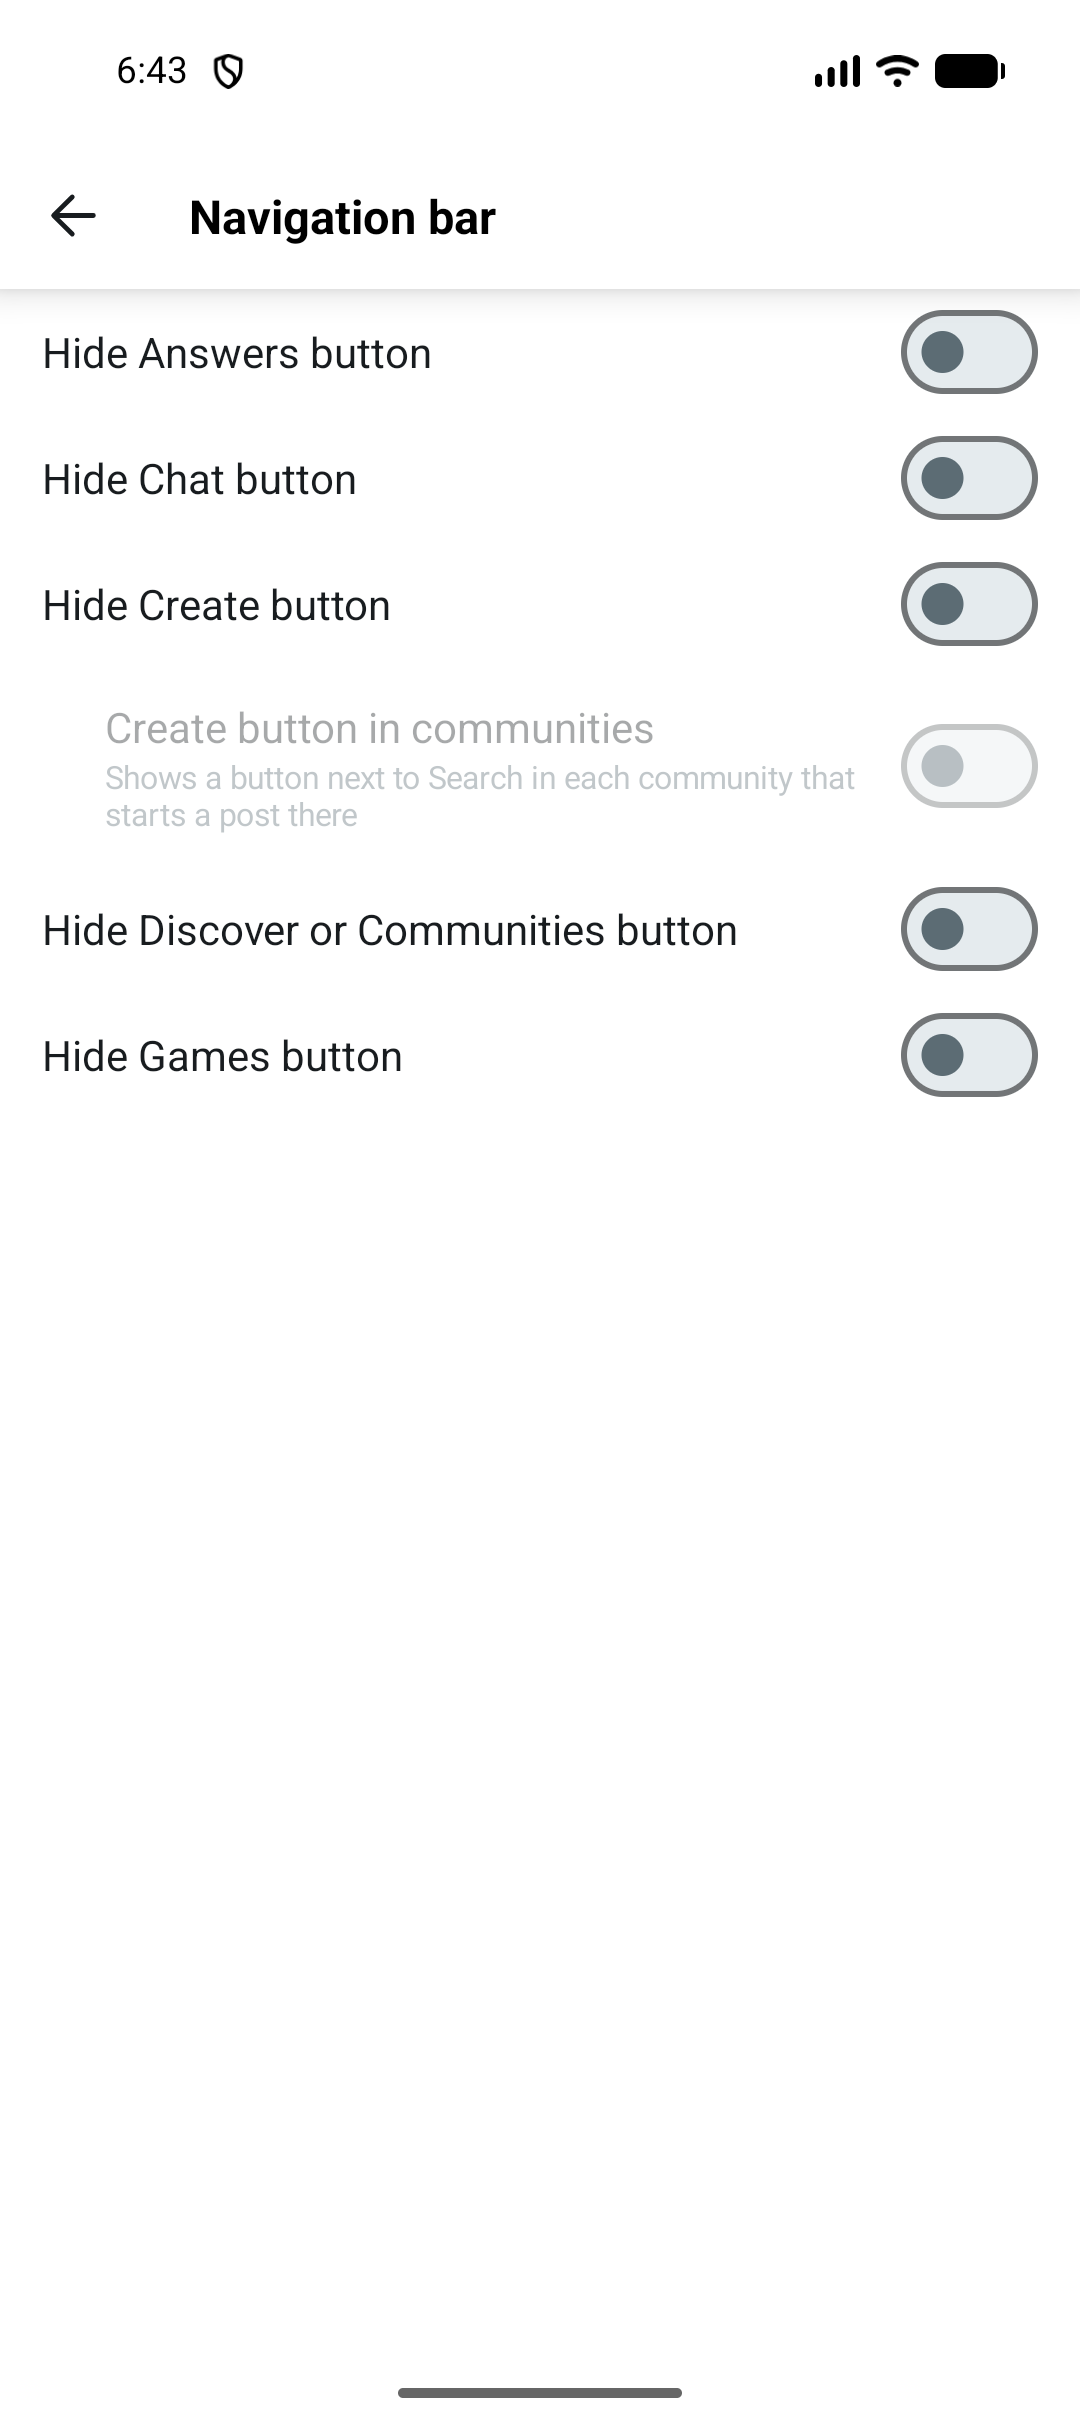 6:43
Navigation bar
Hide Answers button
Hide Chat button
Hide Create button
Create button in communities
Shows a button next to Search in each community that
starts a post there
Hide Discover or Communities button
Hide Games button